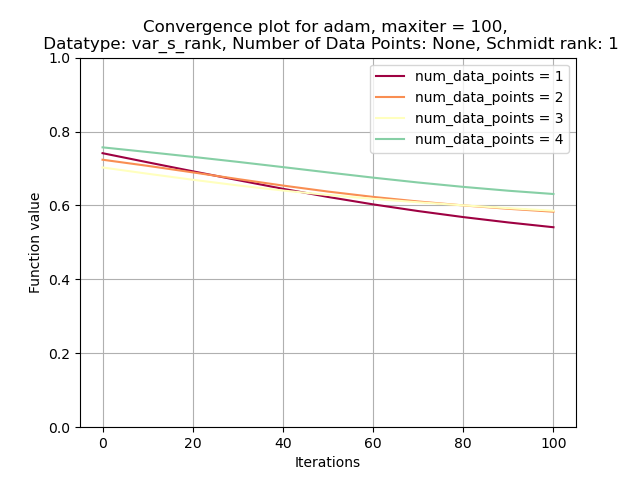 Convergence plot for adam, maxiter = 100,
Datatype: var_s_rank, Number of Data Points: None, Schmidt rank: 1
num_data_points = 1
num_data_points = 2
num_data_points = 3
num_data_points = 4
Function value
1.0
0.8
0.6
0.4
0.2
0.0
0 20 40 60 80 100
Iterations